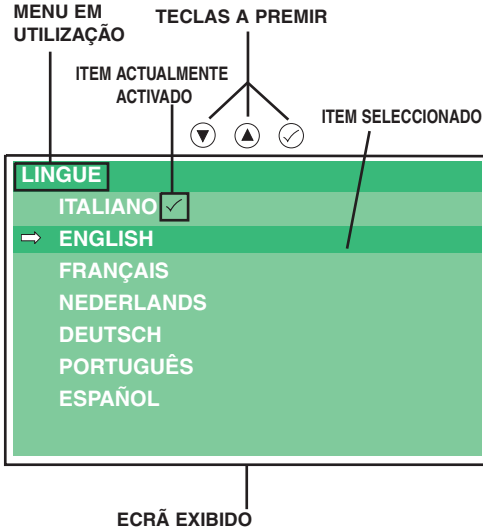 MENU EM
UTILIZAÇÃO
TECLAS A PREMIR
ITEM ACTUALMENTE
ACTIVADO
ITEM SELECCIONADO
LINGUE
ITALIANO
ENGLISH
FRANÇAIS
NEDERLANDS
DEUTSCH
PORTUGUÊS
ESPAÑOL
ECRÃ EXIBIDO